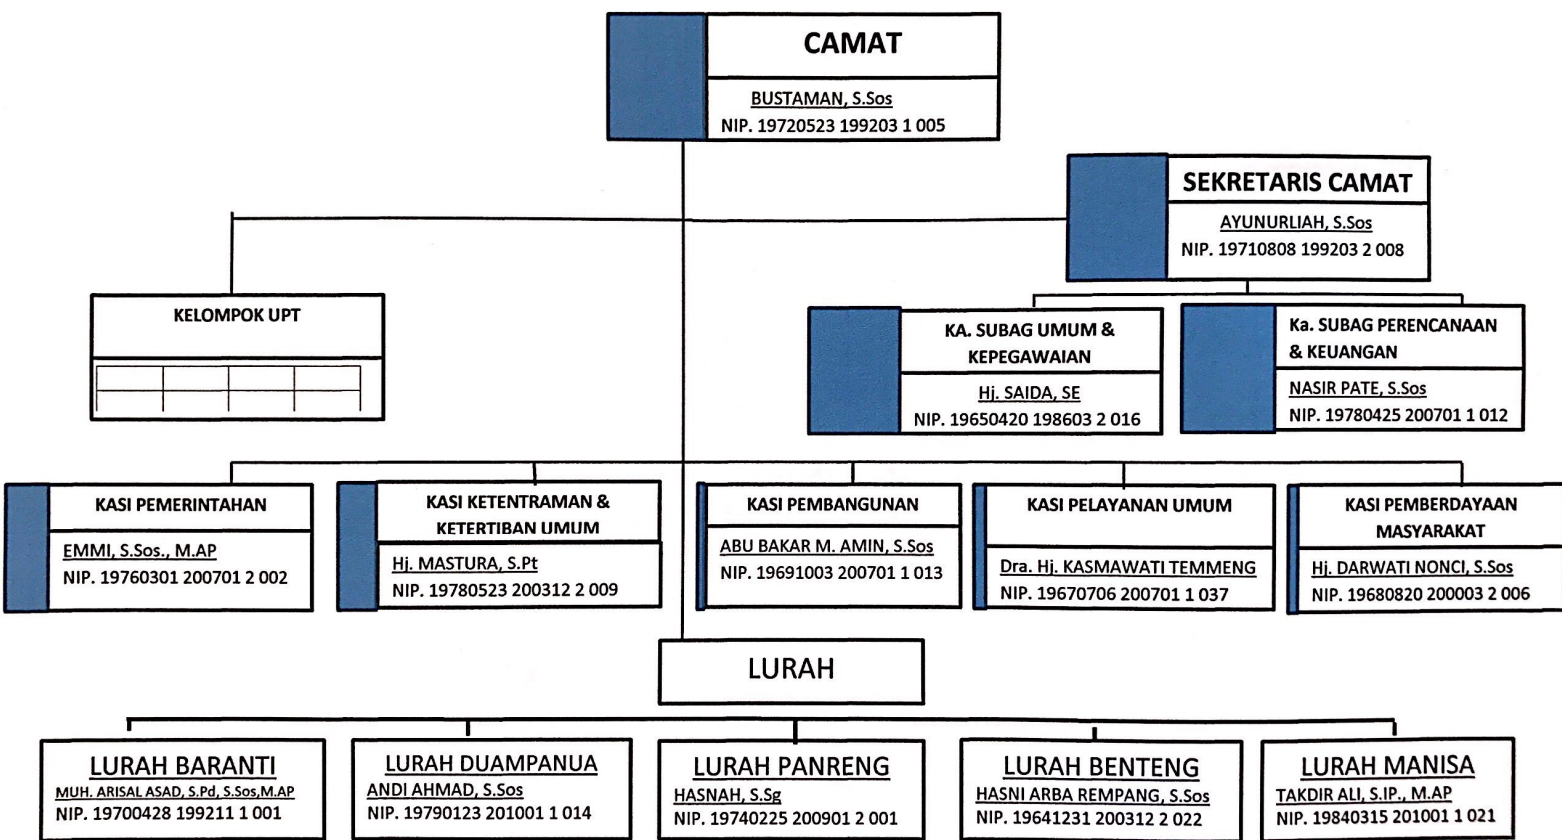 CAMAT
BUSTAMAN, S.Sos
NIP. 19720523 199203 1 005
SEKRETARIS CAMAT
AYUNURLIAH, S.Sos
NIP. 19710808 199203 2 008
KELOMPOK UPT
KA. SUBAG UMUM &
KEPEGAWAIAN
Hj. SAIDA, SE
NIP. 19650420 198603 2 016
Ka. SUBAG PERENCANAAN
& KEUANGAN
NASIR PATE, S.Sos
NIP. 19780425 200701 1 012
KASI PEMERINTAHAN
EMMI, S.Sos., M.AP
NIP. 19760301 200701 2 002
KASI KETENTRAMAN &
KETERTIBAN UMUM
Hj. MASTURA, S.Pt
NIP. 19780523 200312 2 009
KASI PEMBANGUNAN
ABU BAKAR M. AMIN, S.Sos
NIP. 19691003 200701 1 013
KASI PELAYANAN UMUM
Dra. Hj. KASMAWATI TEMMENG
NIP. 19670706 200701 1 037
KASI PEMBERDAYAAN
MASYARAKAT
Hj. DARWATI NONCI, S.Sos
NIP. 19680820 200003 2 006
LURAH
LURAH BARANTI
MUH. ARISAL ASAD, S.Pd, S.Sos,M.AP
NIP. 19700428 199211 1 001
LURAH DUAMPANUA
ANDI AHMAD, S.Sos
NIP. 19790123 201001 1 014
LURAH PANRENG
HASNAH, S.Sg
NIP. 19740225 200901 2 001
LURAH BENTENG
HASNI ARBA REMPANG, S.Sos
NIP. 19641231 200312 2 022
LURAH MANISA
TAKDIR ALI, S.IP., M.AP
NIP. 19840315 201001 1 021